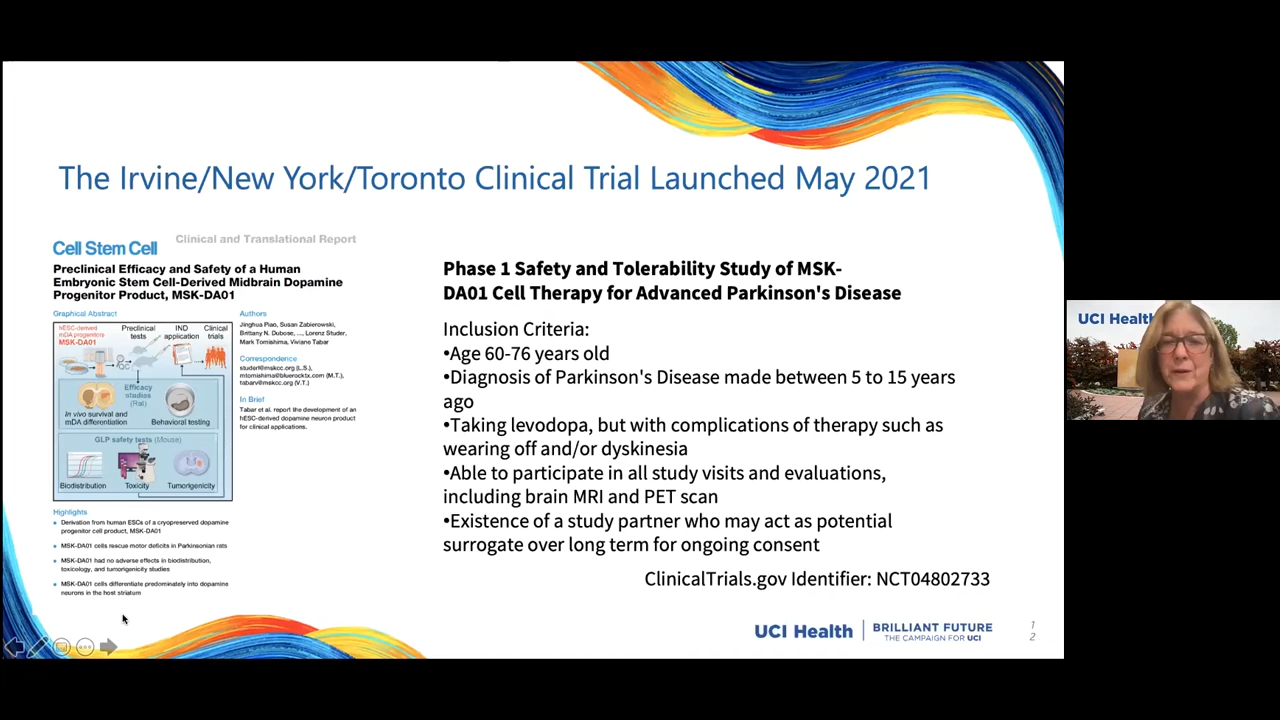 The Irvine/New York/Toronto Clinical Trial Launched May 2021
Cell Stem Cell
Clinical and Translational Report
Preclinical Efficacy and Safety of a Human
Embryonic Stem Cell-Derived Midbrain Dopamine
Progenitor Product, MSK-DA01
Graphical Abstract
hESC-derived
mDA progenitors
MSK-DA01
Preclinical
tests
IND
application
Clinical
trials
Efficacy
studies
(Rat)
In vivo survival and
mDA differentiation
Behavioral testing
GLP safety tests (Mouse)
Biodistribution
Toxicity
Tumorigenicity
Authors
Jinghua Piao, Susan Zabierowski,
Brittany N. Dubose, ..., Lorenz Studer,
Mark Tomishima, Viviane Tabar
Correspondence
studerl@mskcc.org (L.S.),
mtomishima@bluerocktx.com (M.T.),
tabarv@mskcc.org (V.T.)
In Brief
Tabar et al. report the development of an
hESC-derived dopamine neuron product
for clinical applications.
Highlights
• Derivation from human ESCs of a cryopreserved dopamine
progenitor cell product, MSK-DA01
• MSK-DA01 cells rescue motor deficits in Parkinsonian rats
• MSK-DA01 had no adverse effects in biodistribution,
toxicology, and tumorigenicity studies
• MSK-DA01 cells differentiate predominately into dopamine
neurons in the host striatum
Phase 1 Safety and Tolerability Study of MSK-
DA01 Cell Therapy for Advanced Parkinson's Disease
Inclusion Criteria:
•Age 60-76 years old
•Diagnosis of Parkinson's Disease made between 5 to 15 years
ago
•Taking levodopa, but with complications of therapy such as
wearing off and/or dyskinesia
•Able to participate in all study visits and evaluations,
including brain MRI and PET scan
•Existence of a study partner who may act as potential
surrogate over long term for ongoing consent
ClinicalTrials.gov Identifier: NCT04802733
UCI Health
BRILLIANT FUTURE
THE CAMPAIGN FOR UCI
1
2
UCI Health